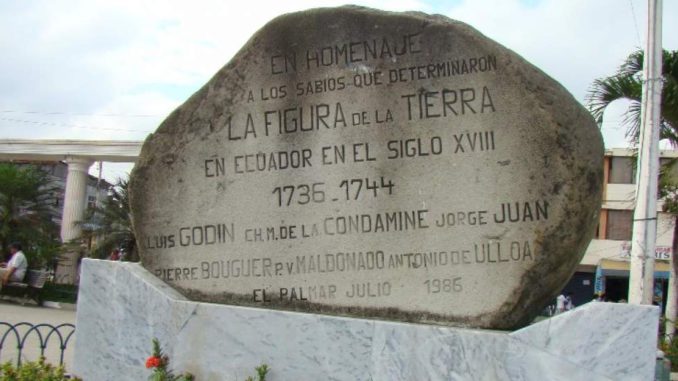 EN HOMENAJE
A LOS SABIOS QUE DETERMINARON
LA FIGURA DE LA TIERRA
EN ECUADOR EN EL SIGLO XVIII
1736-1744
LUIS GODIN CH.M.DE LA CONDAMINE JORGE JUAN
PIERRE BOUGUER P.V. MALDONADO ANTONIO DE ULLOA
EL PALMAR JULIO 1986